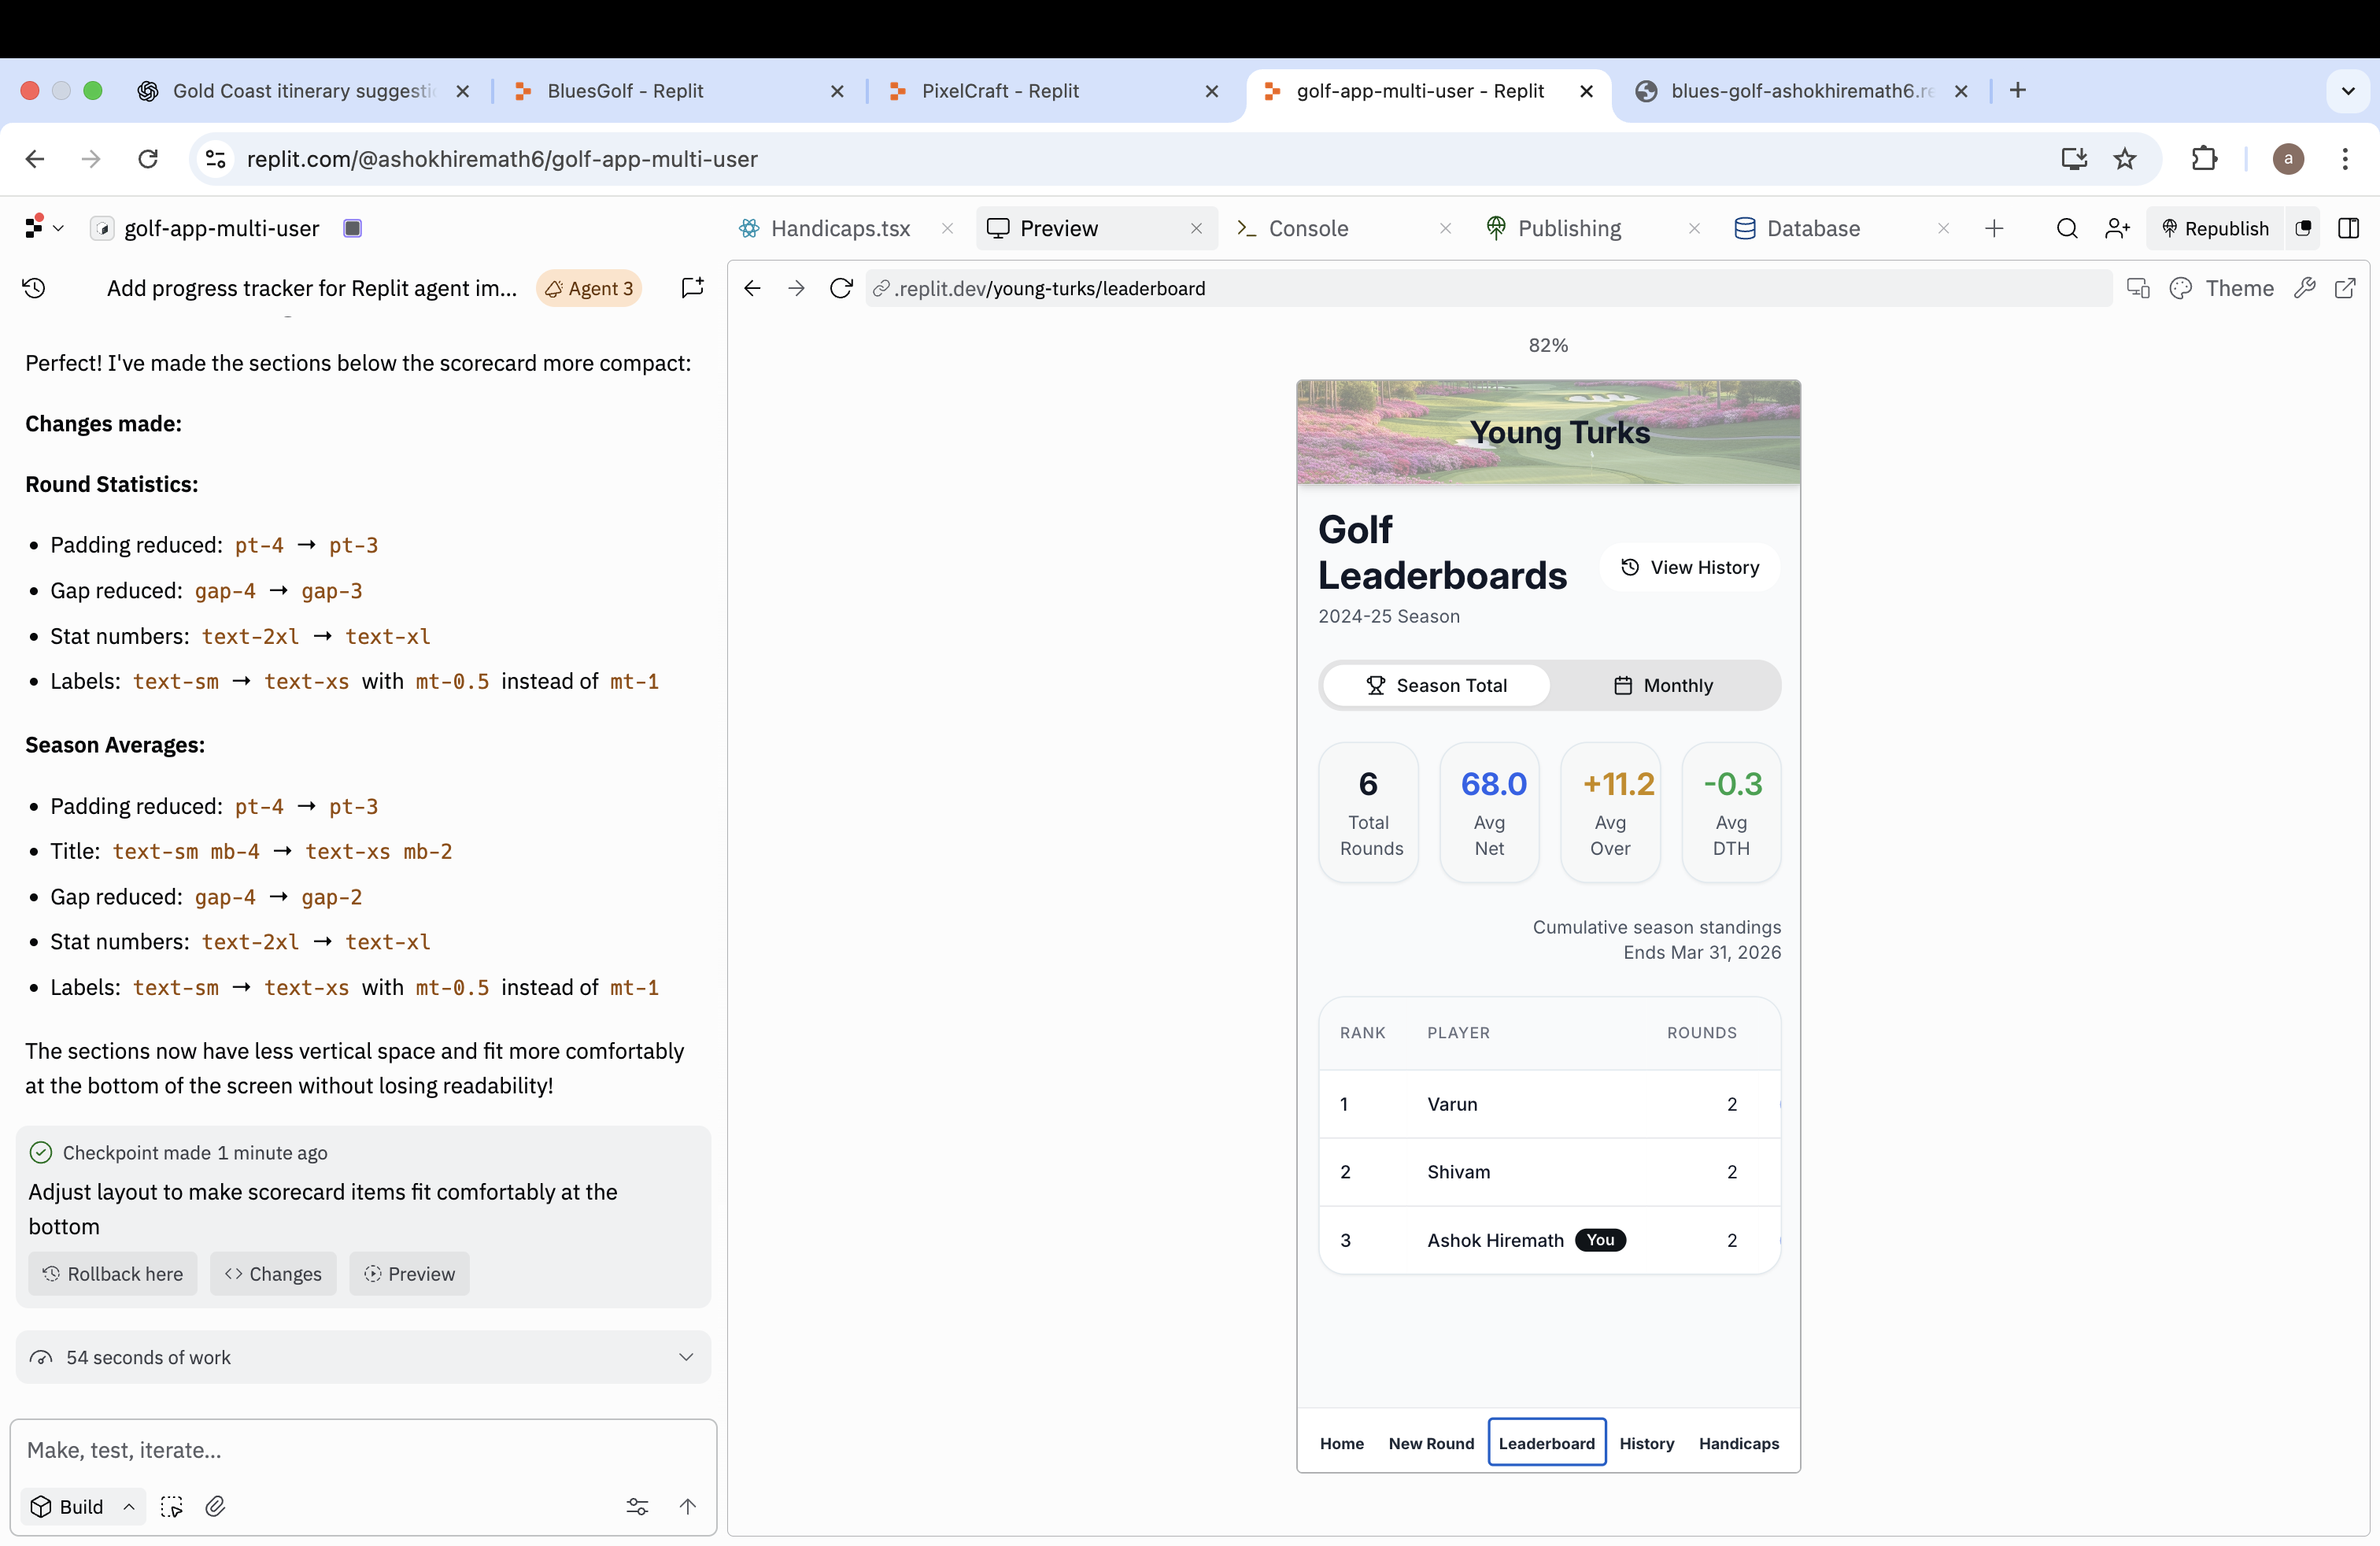 Gold Coast itinerary suggesti
BluesGolf - Replit
PixelCraft - Replit
golf-app-multi-user - Replit
blues-golf-ashokhiremath6.re
replit.com/@ashokhiremath6/golf-app-multi-user
a
golf-app-multi-user
Handicaps.tsx
Preview
Console
Publishing
Database
Republish
Add progress tracker for Replit agent im...
Agent 3
.replit.dev/young-turks/leaderboard
Theme
Perfect! I've made the sections below the scorecard more compact:
Changes made:
Round Statistics:
• Padding reduced: pt-4 → pt-3
• Gap reduced: gap-4 → gap-3
• Stat numbers: text-2xl → text-xl
• Labels: text-sm → text-xs with mt-0.5 instead of mt-1
Season Averages:
• Padding reduced: pt-4 → pt-3
• Title: text-sm mb-4 → text-xs mb-2
• Gap reduced: gap-4 → gap-2
• Stat numbers: text-2xl → text-xl
• Labels: text-sm → text-xs with mt-0.5 instead of mt-1
The sections now have less vertical space and fit more comfortably
at the bottom of the screen without losing readability!
Checkpoint made 1 minute ago
Adjust layout to make scorecard items fit comfortably at the
bottom
Rollback here
Changes
Preview
54 seconds of work
Make, test, iterate...
Build
82%
Young Turks
Golf
Leaderboards
View History
2024-25 Season
Season Total
Monthly
6
Total
Rounds
68.0
Avg
Net
+11.2
Avg
Over
-0.3
Avg
DTH
Cumulative season standings
Ends Mar 31, 2026
RANK PLAYER ROUNDS
1 Varun 2
2 Shivam 2
3 Ashok Hiremath You 2
Home New Round Leaderboard History Handicaps